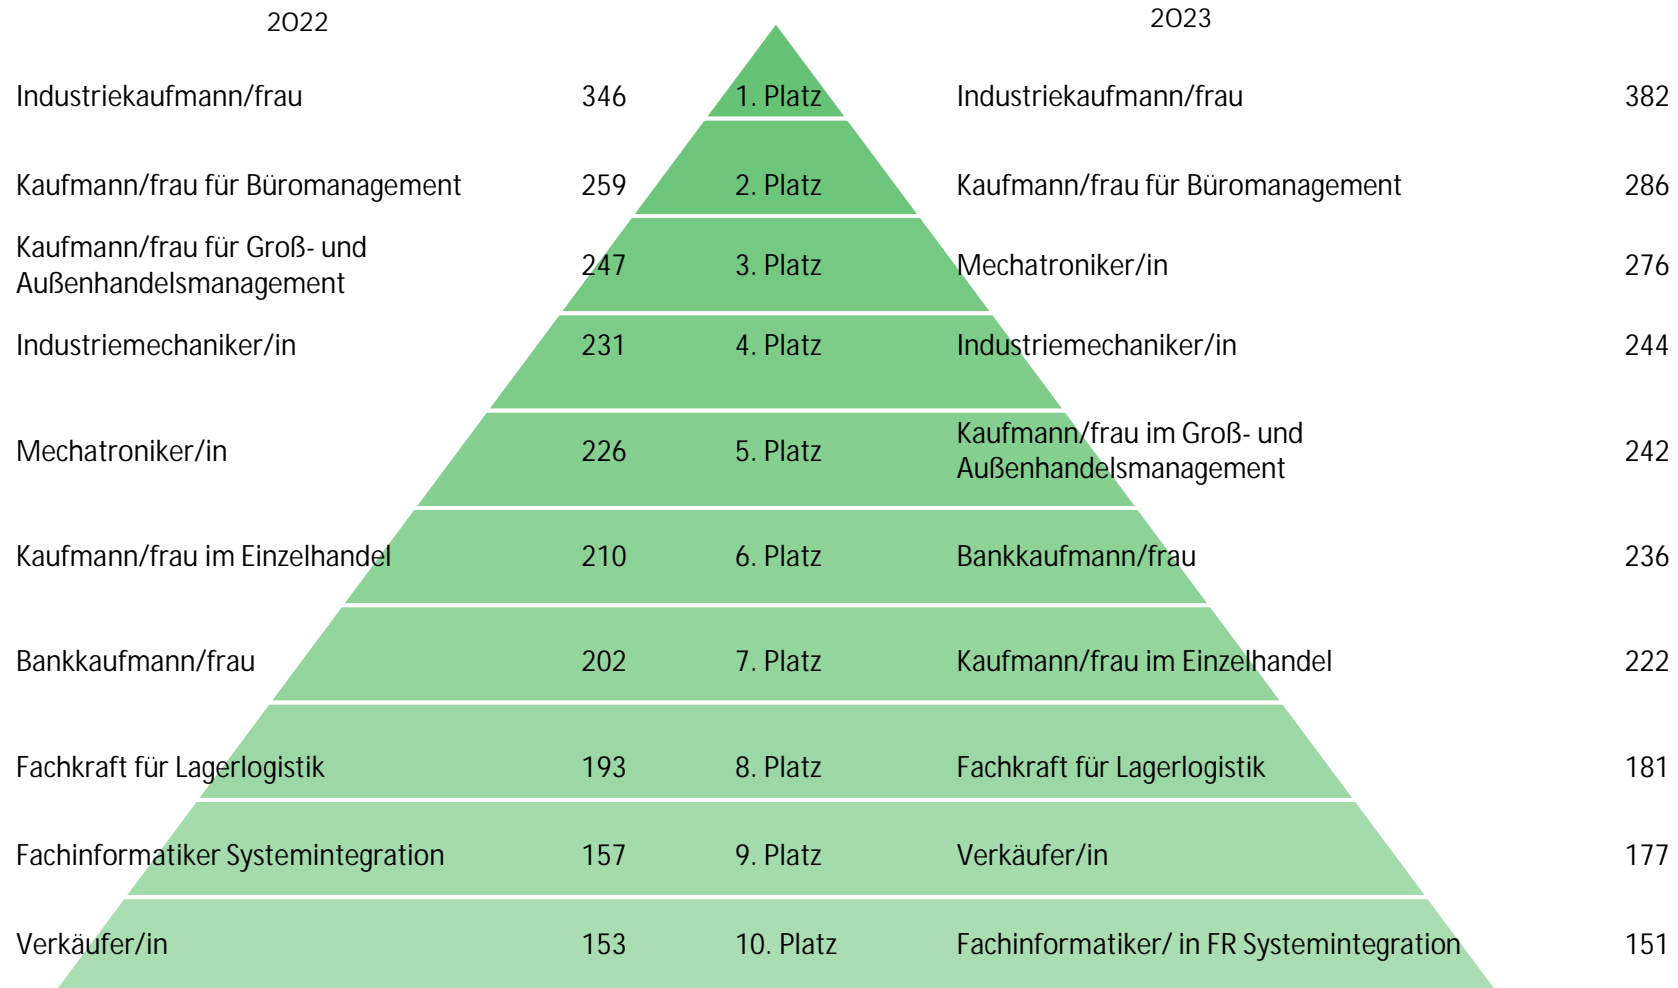 2022 2023
Industriekaufmann/frau 346 1. Platz Industriekaufmann/frau 382
Kaufmann/frau für Büromanagement 259 2. Platz Kaufmann/frau für Büromanagement 286
Kaufmann/frau für Groß- und
Außenhandelsmanagement 247 3. Platz Mechatroniker/in 276
Industriemechaniker/in 231 4. Platz Industriemechaniker/in 244
Mechatroniker/in 226 5. Platz Kaufmann/frau im Groß- und
Außenhandelsmanagement 242
Kaufmann/frau im Einzelhandel 210 6. Platz Bankkaufmann/frau 236
Bankkaufmann/frau 202 7. Platz Kaufmann/frau im Einzelhandel 222
Fachkraft für Lagerlogistik 193 8. Platz Fachkraft für Lagerlogistik 181
Fachinformatiker Systemintegration 157 9. Platz Verkäufer/in 177
Verkäufer/in 153 10. Platz Fachinformatiker/ in FR Systemintegration 151